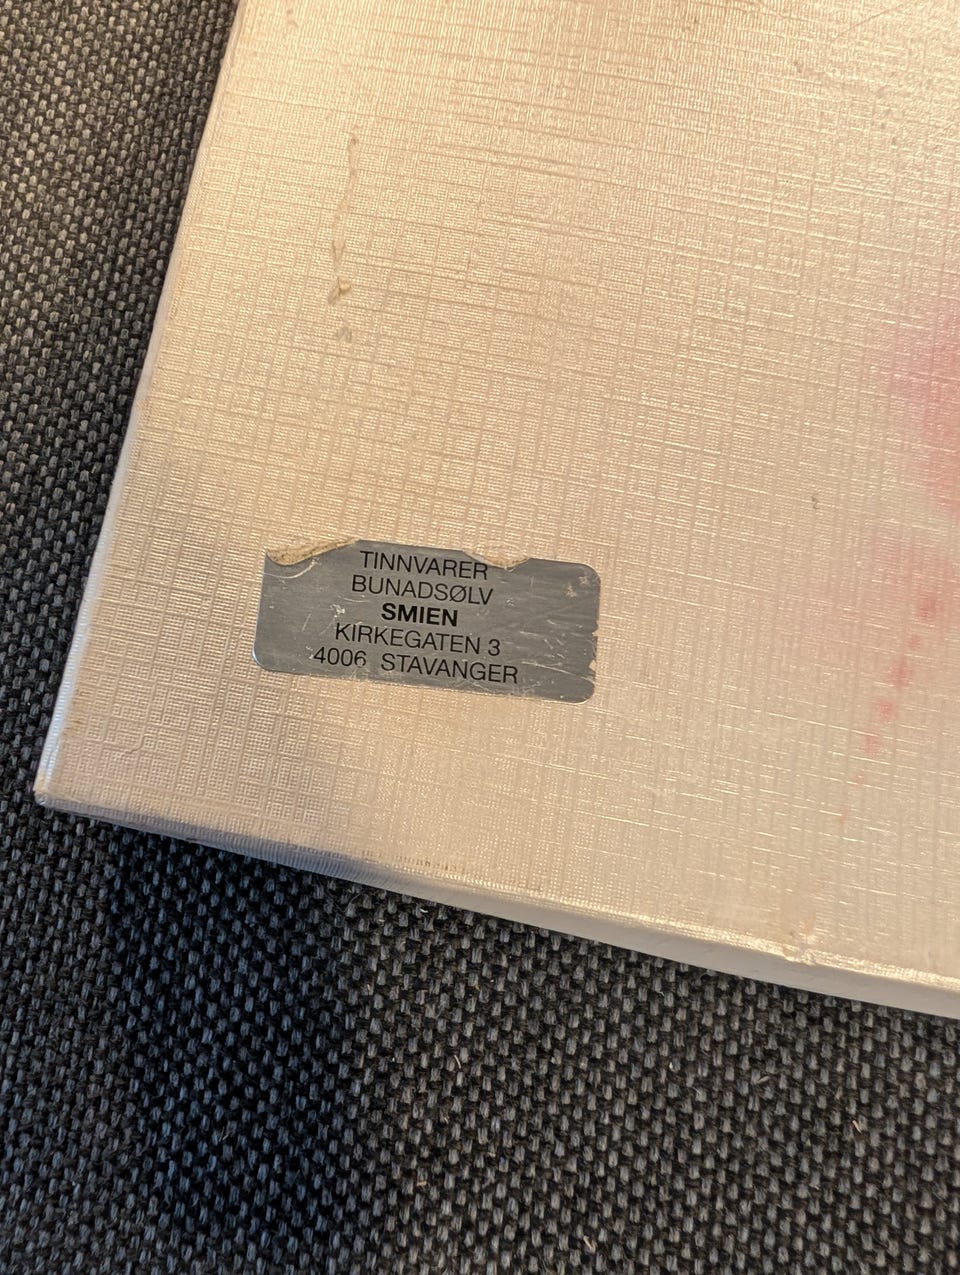 TINNVARER
BUNADSØLV
SMIEN
KIRKEGATEN 3
4006 STAVANGER